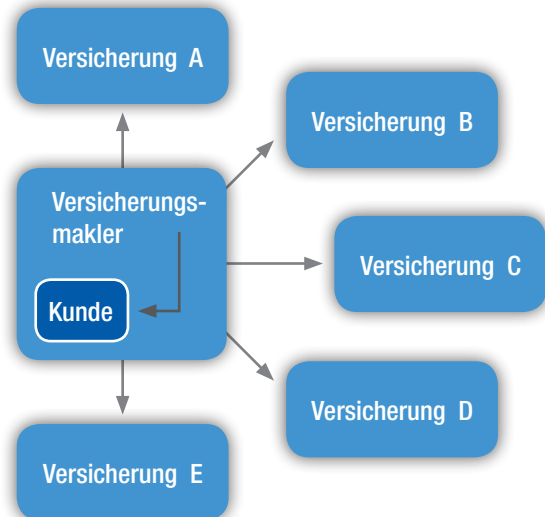 Versicherung A
Versicherung B
Versicherungs-
makler
Versicherung C
Kunde
Versicherung D
Versicherung E